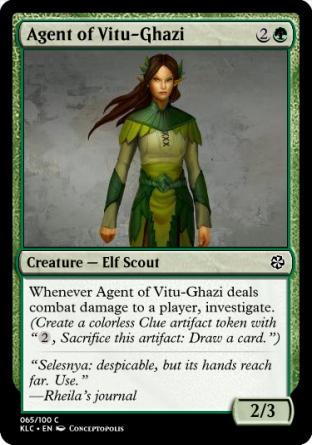 Agent of Vitu-Ghazi 2
Creature — Elf Scout
Whenever Agent of Vitu-Ghazi deals
combat damage to a player, investigate.
(Create a colorless Clue artifact token with
“2, Sacrifice this artifact: Draw a card.”)
“Selesnya: despicable, but its hands reach
far. Use.”
—Rheila’s journal
065/100 C
KLC • EN Conceptopolis
2/3